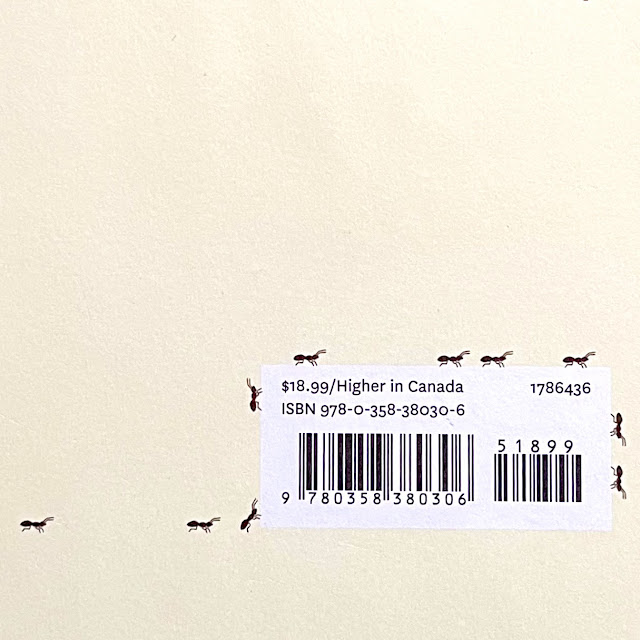 $18.99/Higher in Canada 1786436
ISBN 978-0-358-38030-6
51899
9 780358 380306